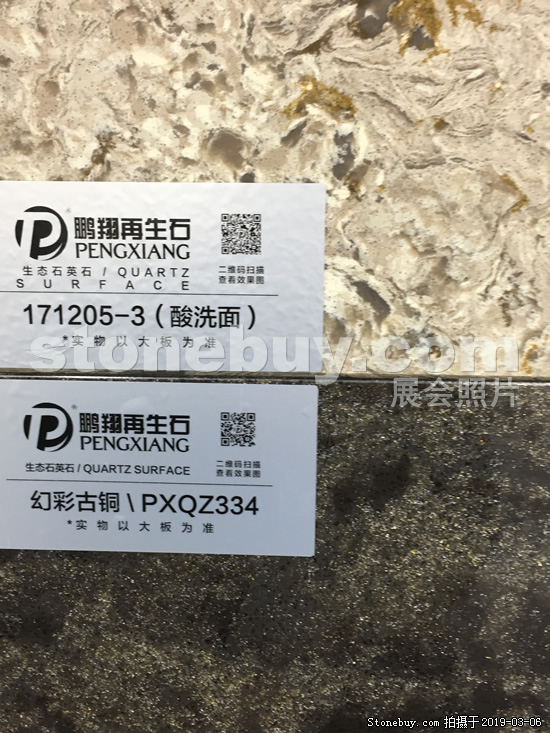 鹏翔再生石
PENGXIANG
生态石英石 / QUARTZ
SURFACE
二维码扫描
查看效果图
171205-3（酸洗面）
*实物以大板为准
stonebuy.com
展会照片
鹏翔再生石
PENGXIANG
生态石英石 / QUARTZ SURFACE
二维码扫描
查看效果图
幻彩古铜 \ PXQZ334
*实物以大板为准
Stonebuy.com 拍摄于2019-03-06